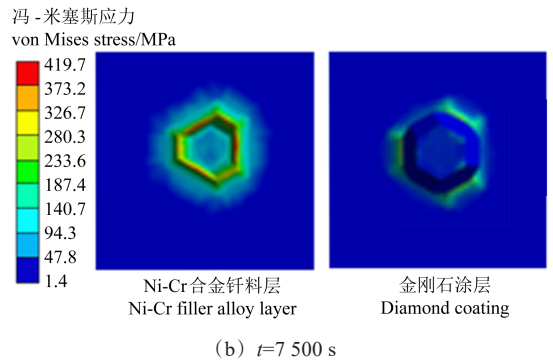 冯 -米塞斯应力
von Mises stress/MPa
419.7
373.2
326.7
280.3
233.6
187.4
140.7
94.3
47.8
1.4
Ni-Cr合金钎料层
Ni-Cr filler alloy layer
金刚石涂层
Diamond coating
（b）t=7 500 s